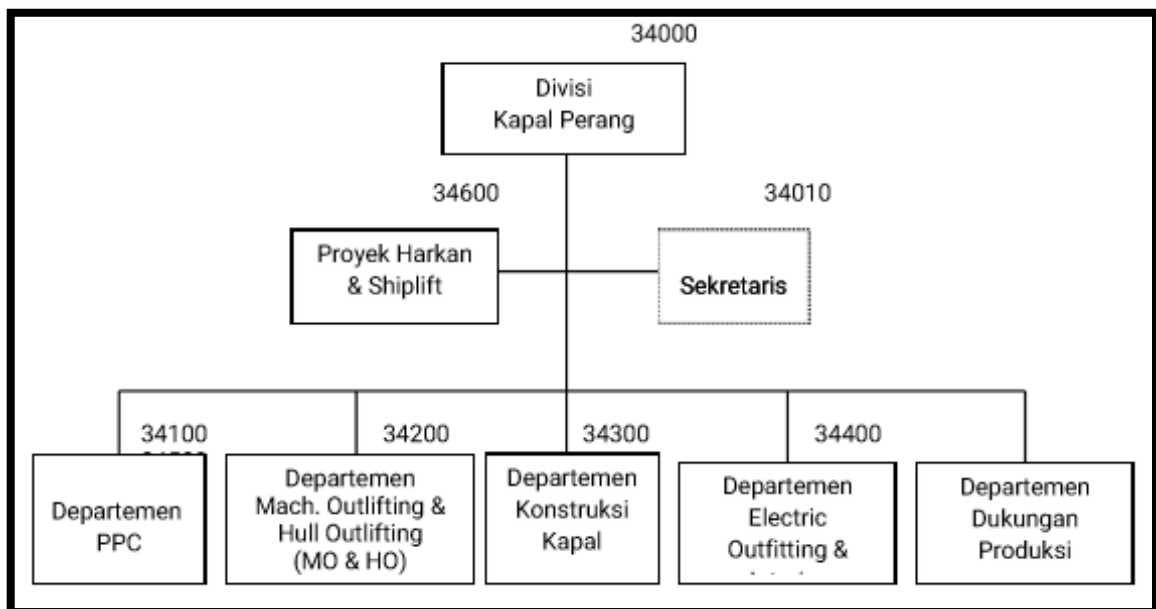 34000
Divisi
Kapal Perang
34600
34010
Proyek Harkan
& Shiplift
Sekretaris
34100
34200
34300
34400
Departemen
PPC
Departemen
Mach. Outlifting &
Hull Outlifting
(MO & HO)
Departemen
Konstruksi
Kapal
Departemen
Electric
Outfitting &
Departemen
Dukungan
Produksi